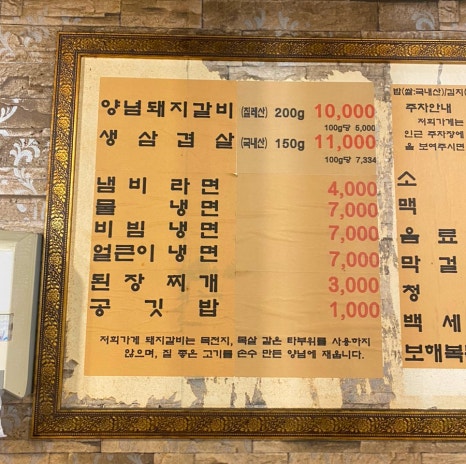 양념돼지갈비 (칠레산) 200g 10,000
100g당 5,000
생삼겹살 (국내산) 150g 11,000
100g당 7,334
냄비라면 4,000
물냉면 7,000
비빔냉면 7,000
얼큰이냉면 7,000
된장찌개 3,000
공깃밥 1,000
저희가게 돼지갈비는 목전지, 목살 같은 타부위를 사용하지
않으며, 질 좋은 고기를 손수 만든 양념에 재웁니다.
밥(쌀:국내산)/김치(
주차안내
저희가게는
인근 주차장에
음 보여주시면
소
맥
음료
막걸
청
백세
보해복